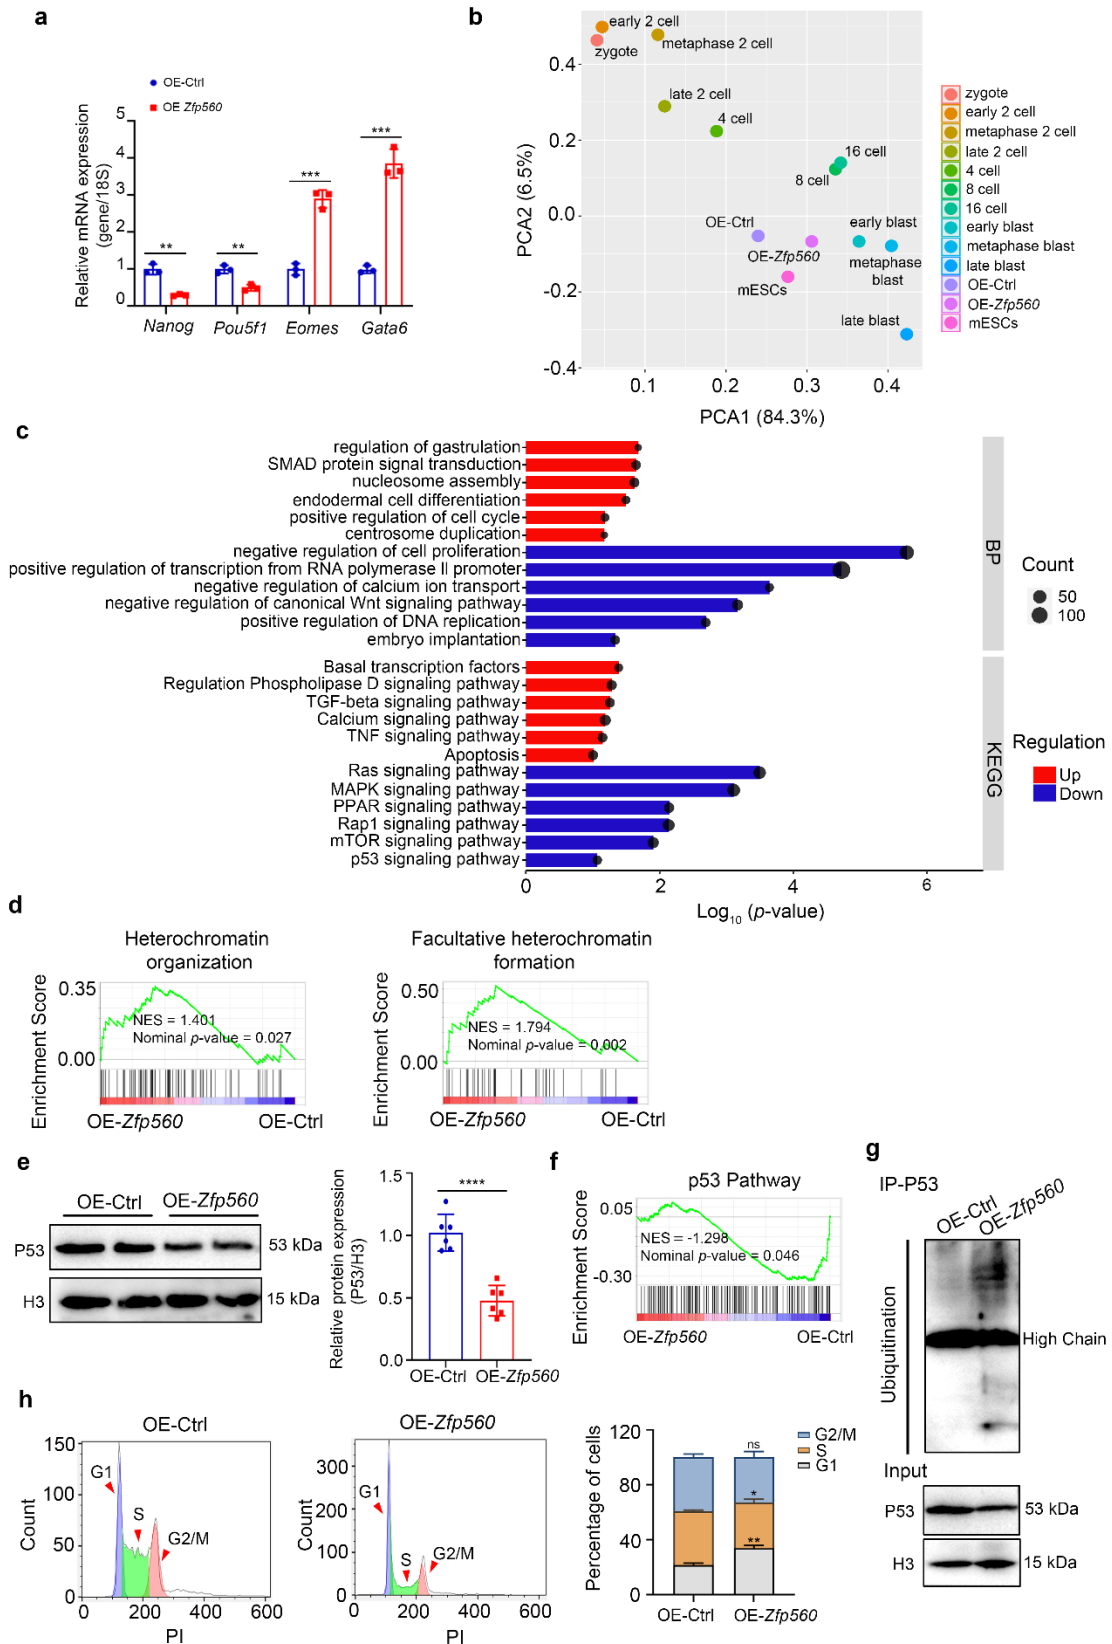 a
OE-Ctrl
OE Zfp560
Relative mRNA expression
(gene/18S)
5
4
3
2
1
0
**
**
***
***
Nanog
Pou5f1
Eomes
Gata6
b
PCA2 (6.5%)
0.4
0.2
0.0
-0.2
-0.4
early 2 cell
zygote
metaphase 2 cell
late 2 cell
4 cell
16 cell
8 cell
OE-Ctrl
early blast
OE-Zfp560
metaphase
blast
mESCs
late blast
0.1
0.2
0.3
0.4
PCA1 (84.3%)
zygote
early 2 cell
metaphase 2 cell
late 2 cell
4 cell
8 cell
16 cell
early blast
metaphase blast
late blast
OE-Ctrl
OE-Zfp560
mESCs
c
regulation of gastrulation
SMAD protein signal transduction
nucleosome assembly
endodermal cell differentiation
positive regulation of cell cycle
centrosome duplication
negative regulation of cell proliferation
positive regulation of transcription from RNA polymerase II promoter
negative regulation of calcium ion transport
negative regulation of canonical Wnt signaling pathway
positive regulation of DNA replication
embryo implantation
Basal transcription factors
Regulation Phospholipase D signaling pathway
TGF-beta signaling pathway
Calcium signaling pathway
TNF signaling pathway
Apoptosis
Ras signaling pathway
MAPK signaling pathway
PPAR signaling pathway
Rap1 signaling pathway
mTOR signaling pathway
p53 signaling pathway
0
2
4
6
Log10 (p-value)
BP
KEGG
Count
50
100
Regulation
Up
Down
d
Heterochromatin
organization
Enrichment Score
0.35
0.00
NES = 1.401
Nominal p-value = 0.027
OE-Zfp560
OE-Ctrl
Facultative heterochromatin
formation
Enrichment Score
0.50
0.00
NES = 1.794
Nominal p-value = 0.002
OE-Zfp560
OE-Ctrl
e
OE-Ctrl
OE-Zfp560
P53
53 kDa
H3
15 kDa
Relative protein expression
(P53/H3)
1.5
1.0
0.5
0.0
****
OE-Ctrl
OE-Zfp560
f
p53 Pathway
Enrichment Score
0.05
-0.30
NES = -1.298
Nominal p-value = 0.046
OE-Zfp560
OE-Ctrl
g
IP-P53
OE-Ctrl
OE-Zfp560
Ubiquitination
High Chain
Input
P53
53 kDa
H3
15 kDa
h
OE-Ctrl
Count
150
100
50
0
G1
S
G2/M
0
200
400
600
PI
OE-Zfp560
Count
300
200
100
0
G1
S
G2/M
0
200
400
600
PI
Percentage of cells
120
80
40
0
ns
*
**
G2/M
S
G1
OE-Ctrl
OE-Zfp560